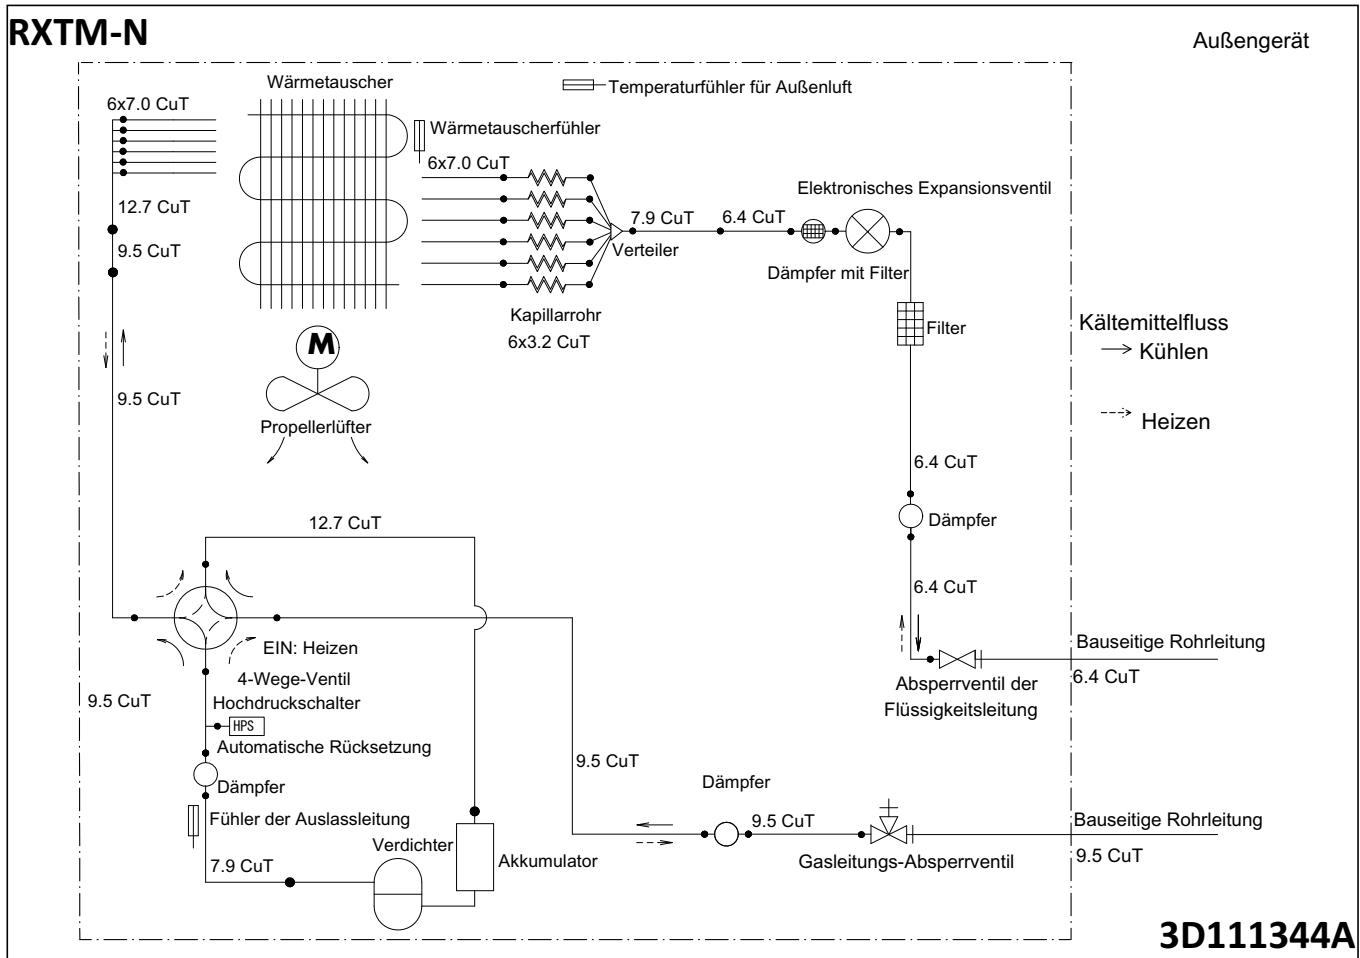 RXTM-N
Außengerät
Wärmetauscher
Temperaturfühler für Außenluft
6x7.0 CuT
Wärmetauscherfühler
6x7.0 CuT
Elektronisches Expansionsventil
12.7 CuT
7.9 CuT
6.4 CuT
9.5 CuT
Verteiler
Dämpfer mit Filter
Kapillarrohr
6x3.2 CuT
Filter
Kältemittelfluss
Kühlen
M
9.5 CuT
Heizen
Propellerlüfter
6.4 CuT
12.7 CuT
Dämpfer
6.4 CuT
EIN: Heizen
Bauseitige Rohrleitung
6.4 CuT
4-Wege-Ventil
9.5 CuT
Hochdruckschalter
HPS
Absperrventil der
Flüssigkeitsleitung
Automatische Rücksetzung
9.5 CuT
Dämpfer
Dämpfer
Fühler der Auslassleitung
9.5 CuT
Bauseitige Rohrleitung
Verdichter
7.9 CuT
Akkumulator
Gasleitungs-Absperrventil
9.5 CuT
3D111344A